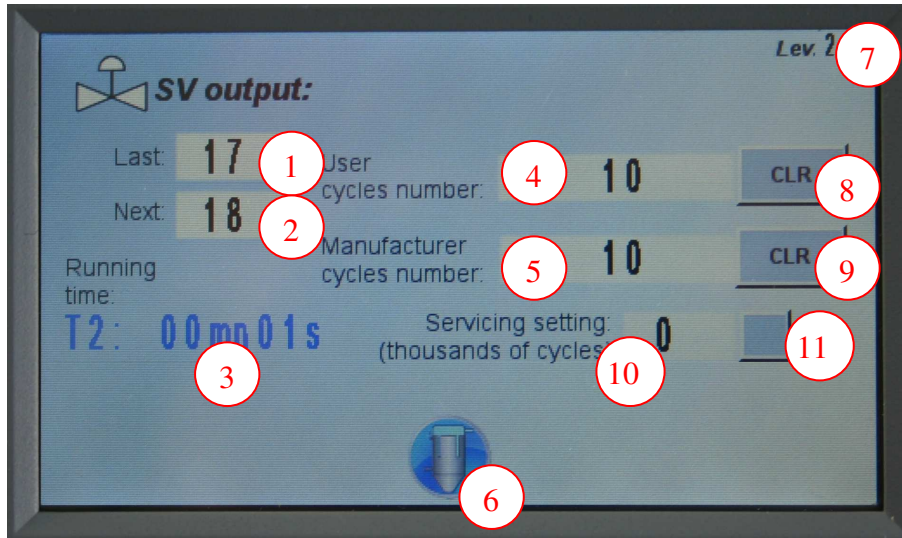 Lev. 2
7
SV output:
Last: 17
1
User
cycles number:
4
10
CLR
8
Next: 18
2
Manufacturer
cycles number:
5
10
CLR
9
Running
time:
T2: 00mn01s
3
Servicing setting:
(thousands of cycles)
10
0
11
6